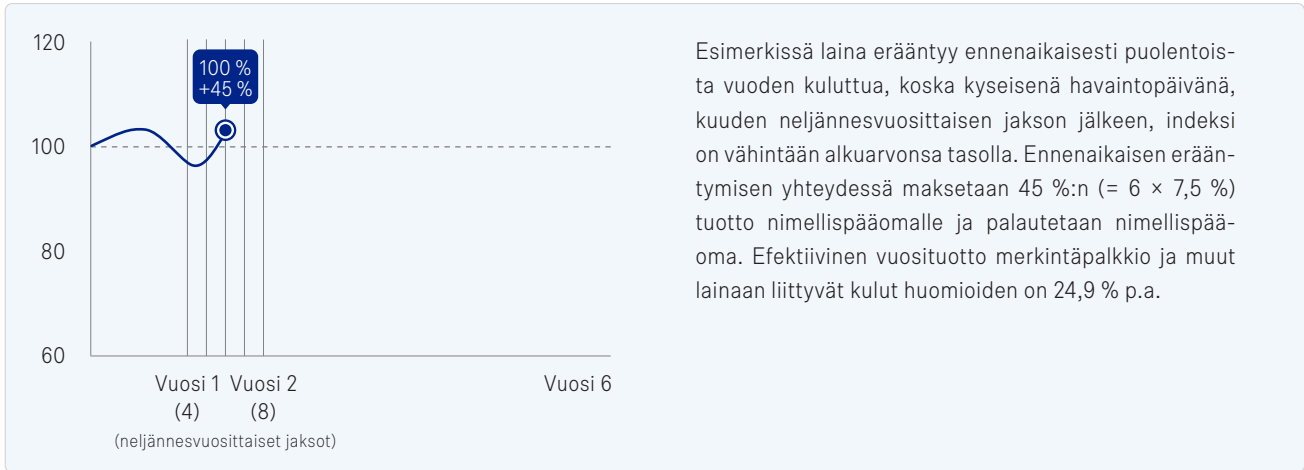 120
100
80
60
100 %
+45 %
Vuosi 1
(4)
Vuosi 2
(8)
Vuosi 6
(neljännesvuosittaiset jaksot)
Esimerkissä laina erääntyy ennenaikaisesti puolentois-
ta vuoden kuluttua, koska kyseisenä havaintopäivänä,
kuuden neljännesvuosittaisen jakson jälkeen, indeksi
on vähintään alkuarvonsa tasolla. Ennenaikaisen erään-
tymisen yhteydessä maksetaan 45 %:n (= 6 × 7,5 %)
tuotto nimellispääomalle ja palautetaan nimellispää-
oma. Efektiivinen vuosituotto merkintäpalkkio ja muut
lainaan liittyvät kulut huomioiden on 24,9 % p.a.